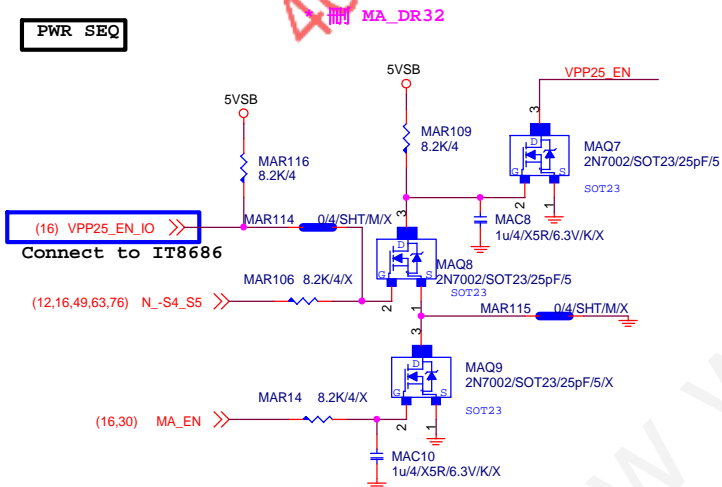 * 刪 MA_DR32
PWR SEQ
5VSB
5VSB
VPP25_EN
MAR116
8.2K/4
MAR109
8.2K/4
3
D
G
S
2
1
MAQ7
2N7002/SOT23/25pF/5
SOT23
(16) VPP25_EN_IO
MAR114 0/4/SHT/M/X
MAC8
1u/4/X5R/6.3V/K/X
Connect to IT8686
3
D
G
S
2
1
MAQ8
2N7002/SOT23/25pF/5
SOT23
MAR106 8.2K/4/X
(12,16,49,63,76) N_-S4_S5
MAR115 0/4/SHT/M/X
3
D
G
S
2
1
MAQ9
2N7002/SOT23/25pF/5/X
SOT23
MAR14 8.2K/4/X
(16,30) MA_EN
MAC10
1u/4/X5R/6.3V/K/X